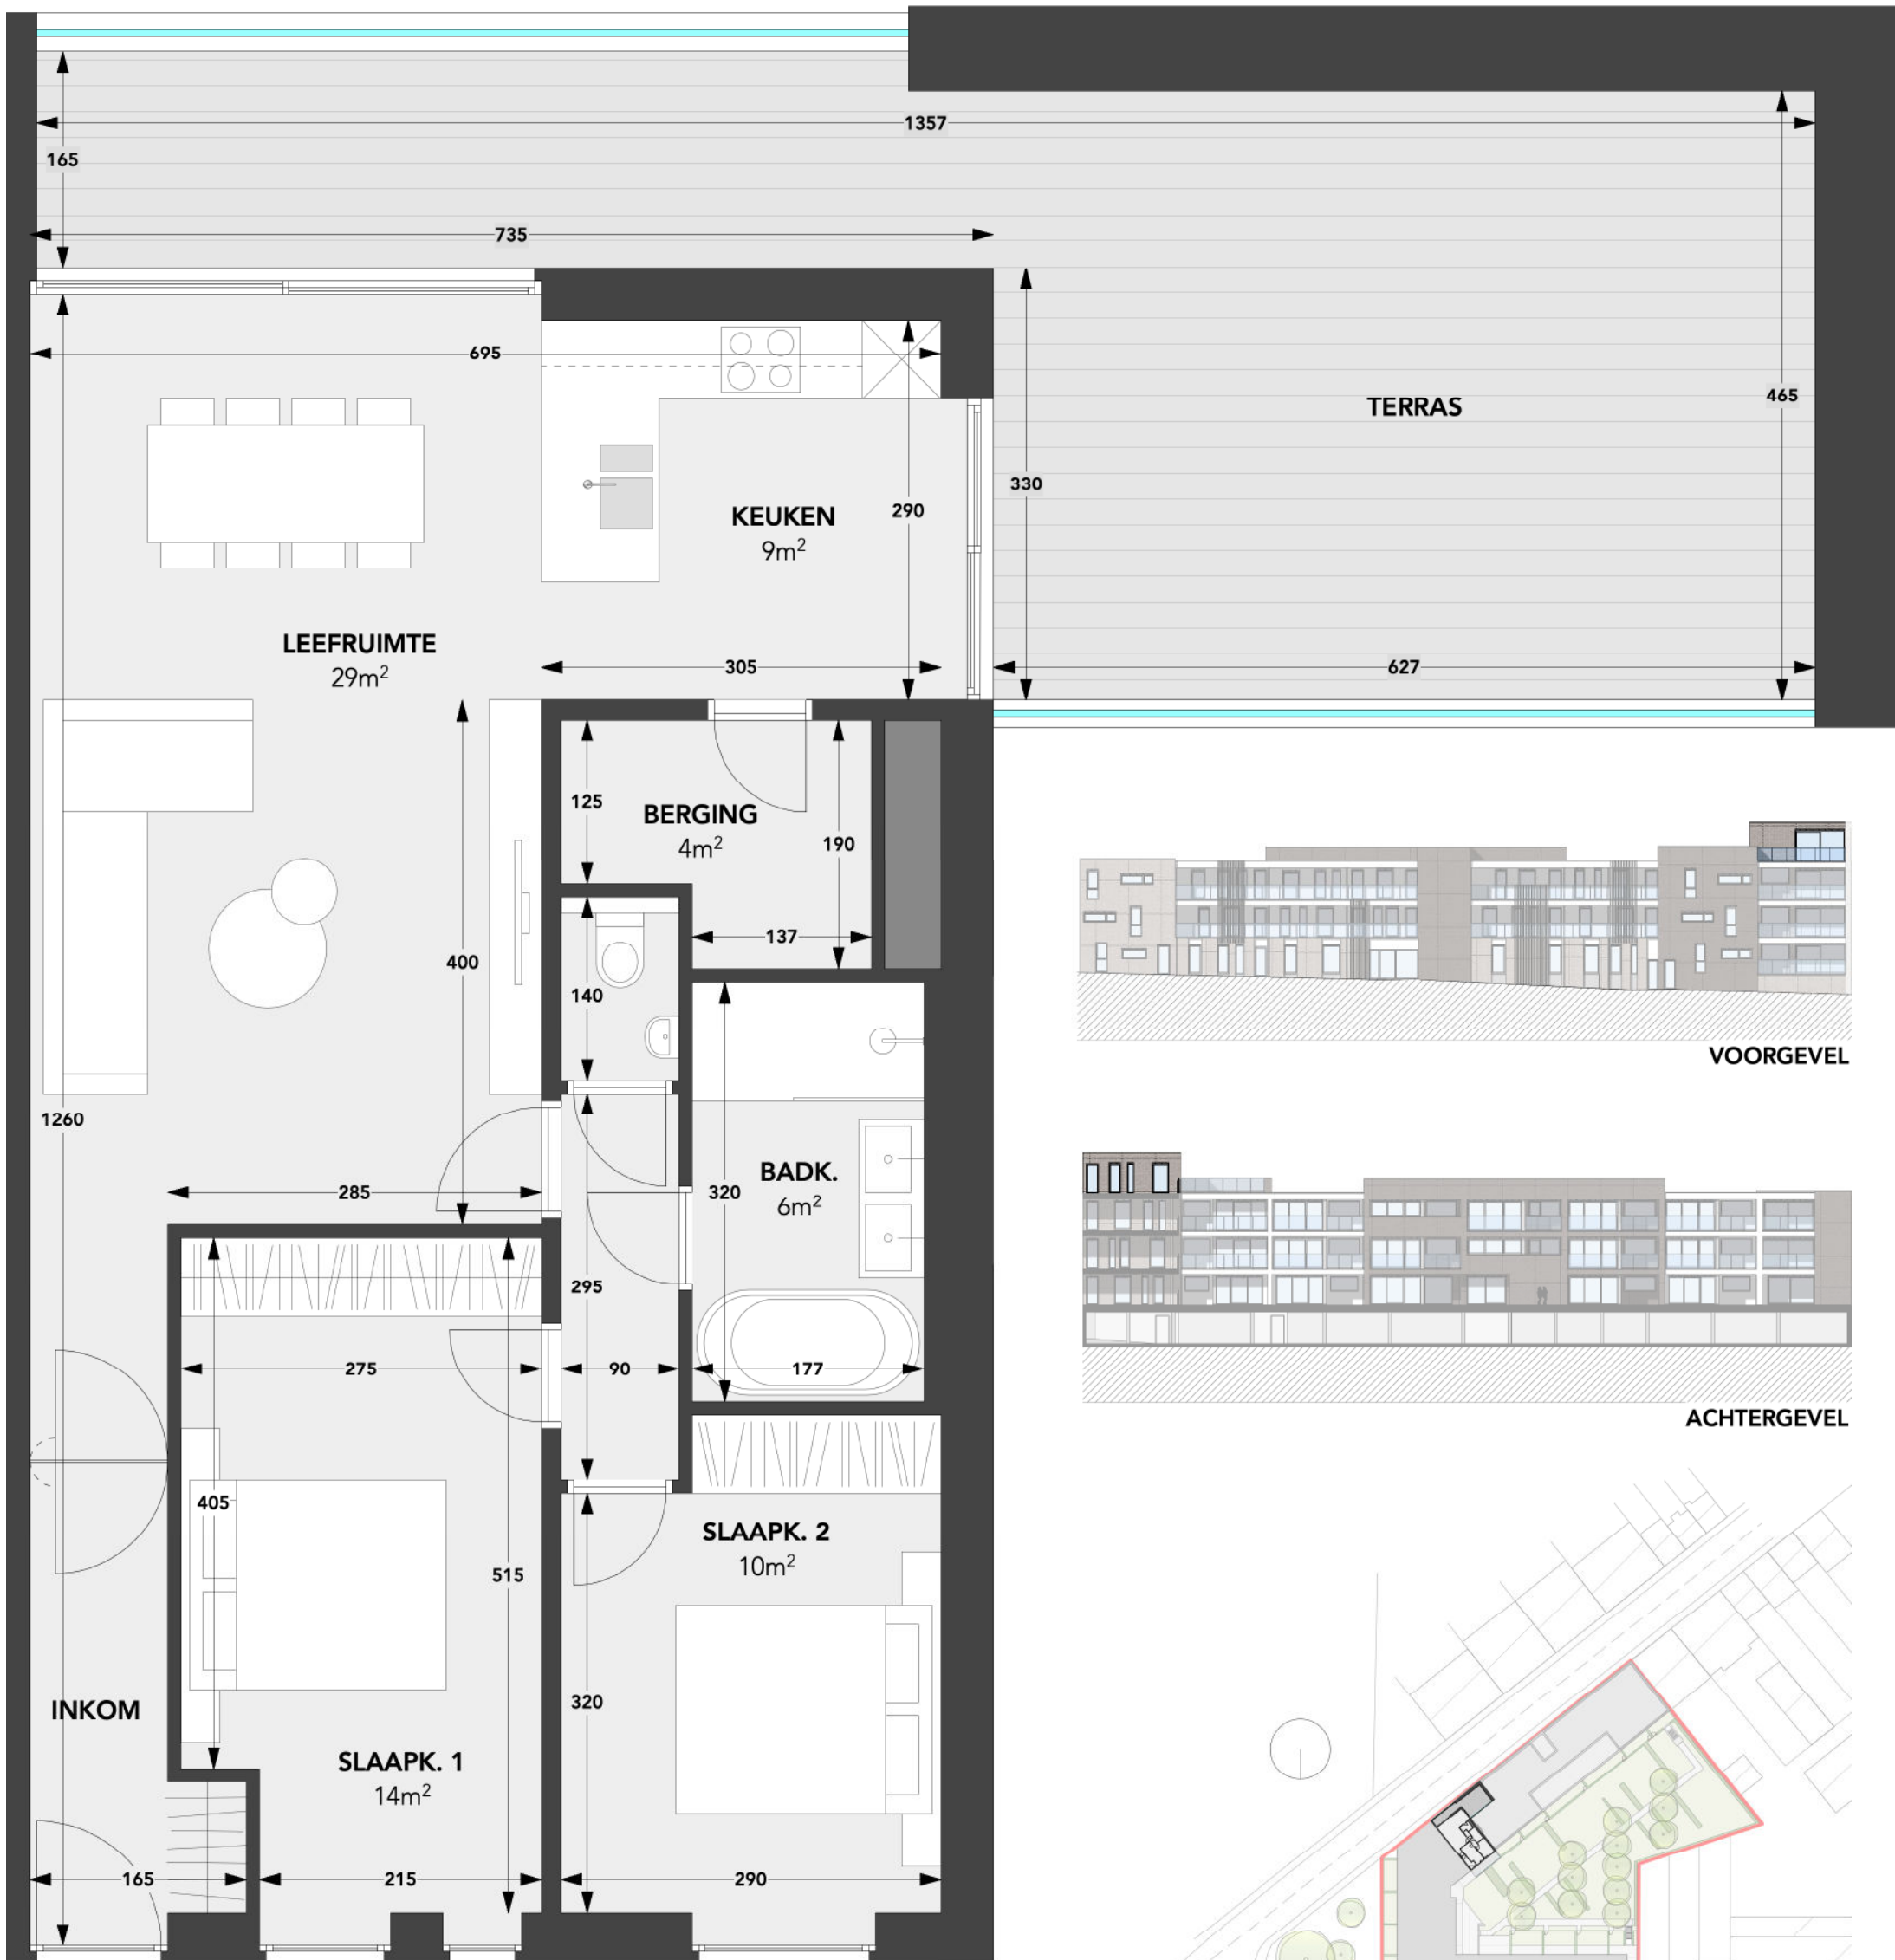 1357
165
735
695
465
TERRAS
330
KEUKEN
9m²
290
LEEFRUIMTE
29m²
305
627
125
BERGING
4m²
190
137
400
140
VOORGEVEL
1260
285
320
BADK.
6m²
295
275
90
177
ACHTERGEVEL
405
SLAAPK. 2
10m²
515
320
INKOM
SLAAPK. 1
14m²
165
215
290